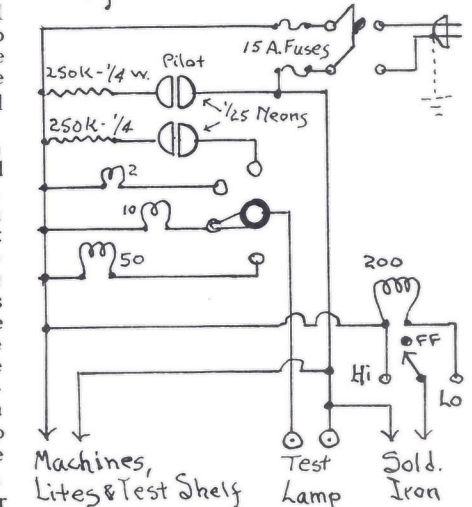 15 A. Fuses
Pilot
250K-1/4 w.
1/25 Neons
250K-1/4
2
10
50
200
FF
Hi
Lo
Machines,
Lites & Test Shelf
Test
Lamp
Sold.
Iron